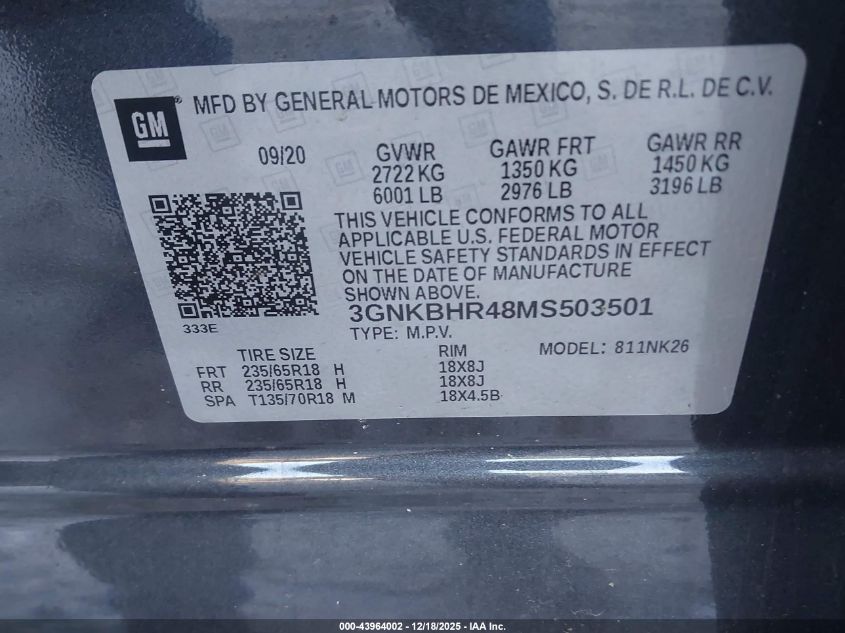 GM ®
MFD BY GENERAL MOTORS DE MEXICO, S. DE R.L. DE C.V.
09/20
GVWR GAWR FRT GAWR RR
2722 KG 1350 KG 1450 KG
6001 LB 2976 LB 3196 LB
THIS VEHICLE CONFORMS TO ALL
APPLICABLE U.S. FEDERAL MOTOR
VEHICLE SAFETY STANDARDS IN EFFECT
ON THE DATE OF MANUFACTURE
SHOWN ABOVE.
3GNKBHR48MS503501
333E
TYPE: M.P.V.
TIRE SIZE RIM MODEL: 811NK26
FRT 235/65R18 H 18X8J
RR 235/65R18 H 18X8J
SPA T135/70R18 M 18X4.5B
000-43964002 - 12/18/2025 - IAA Inc.